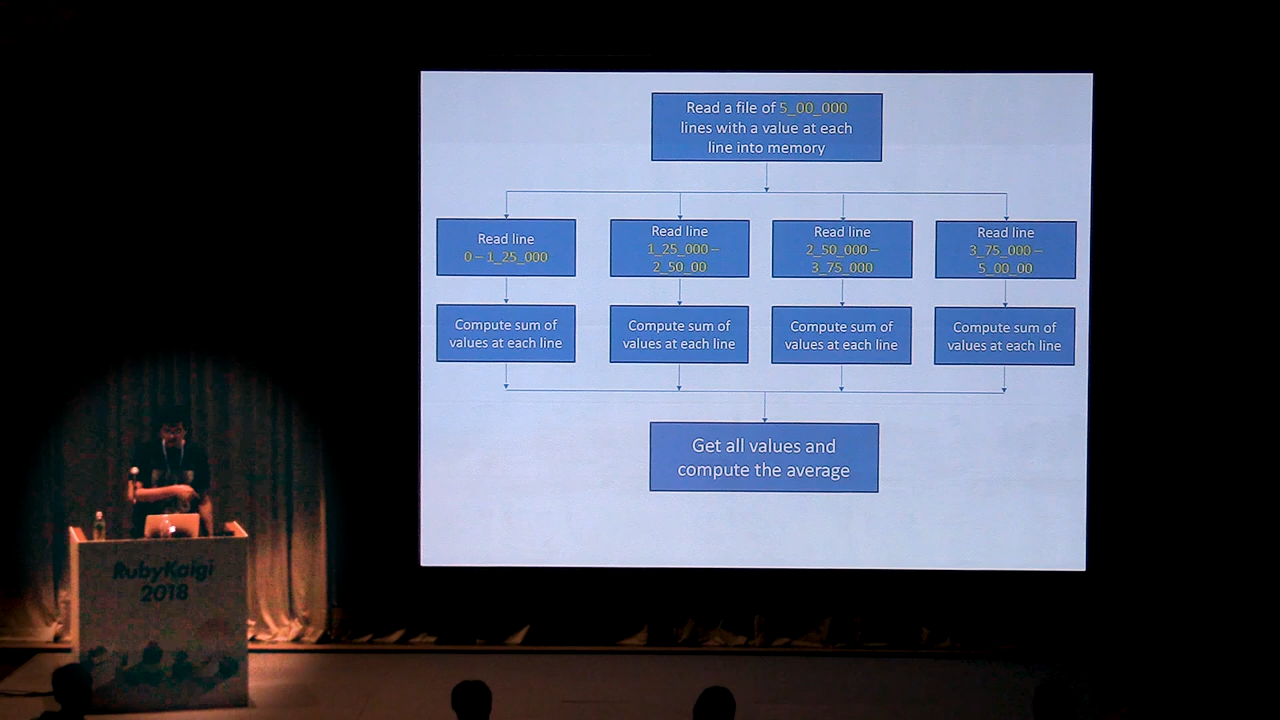 Read a file of 5_00_000
lines with a value at each
line into memory
Read line
0 – 1_25_000
Read line
1_25_000 –
2_50_00
Read line
2_50_000 –
3_75_000
Read line
3_75_000 –
5_00_00
Compute sum of
values at each line
Compute sum of
values at each line
Compute sum of
values at each line
Compute sum of
values at each line
Get all values and
compute the average
RubyKaigi
2018